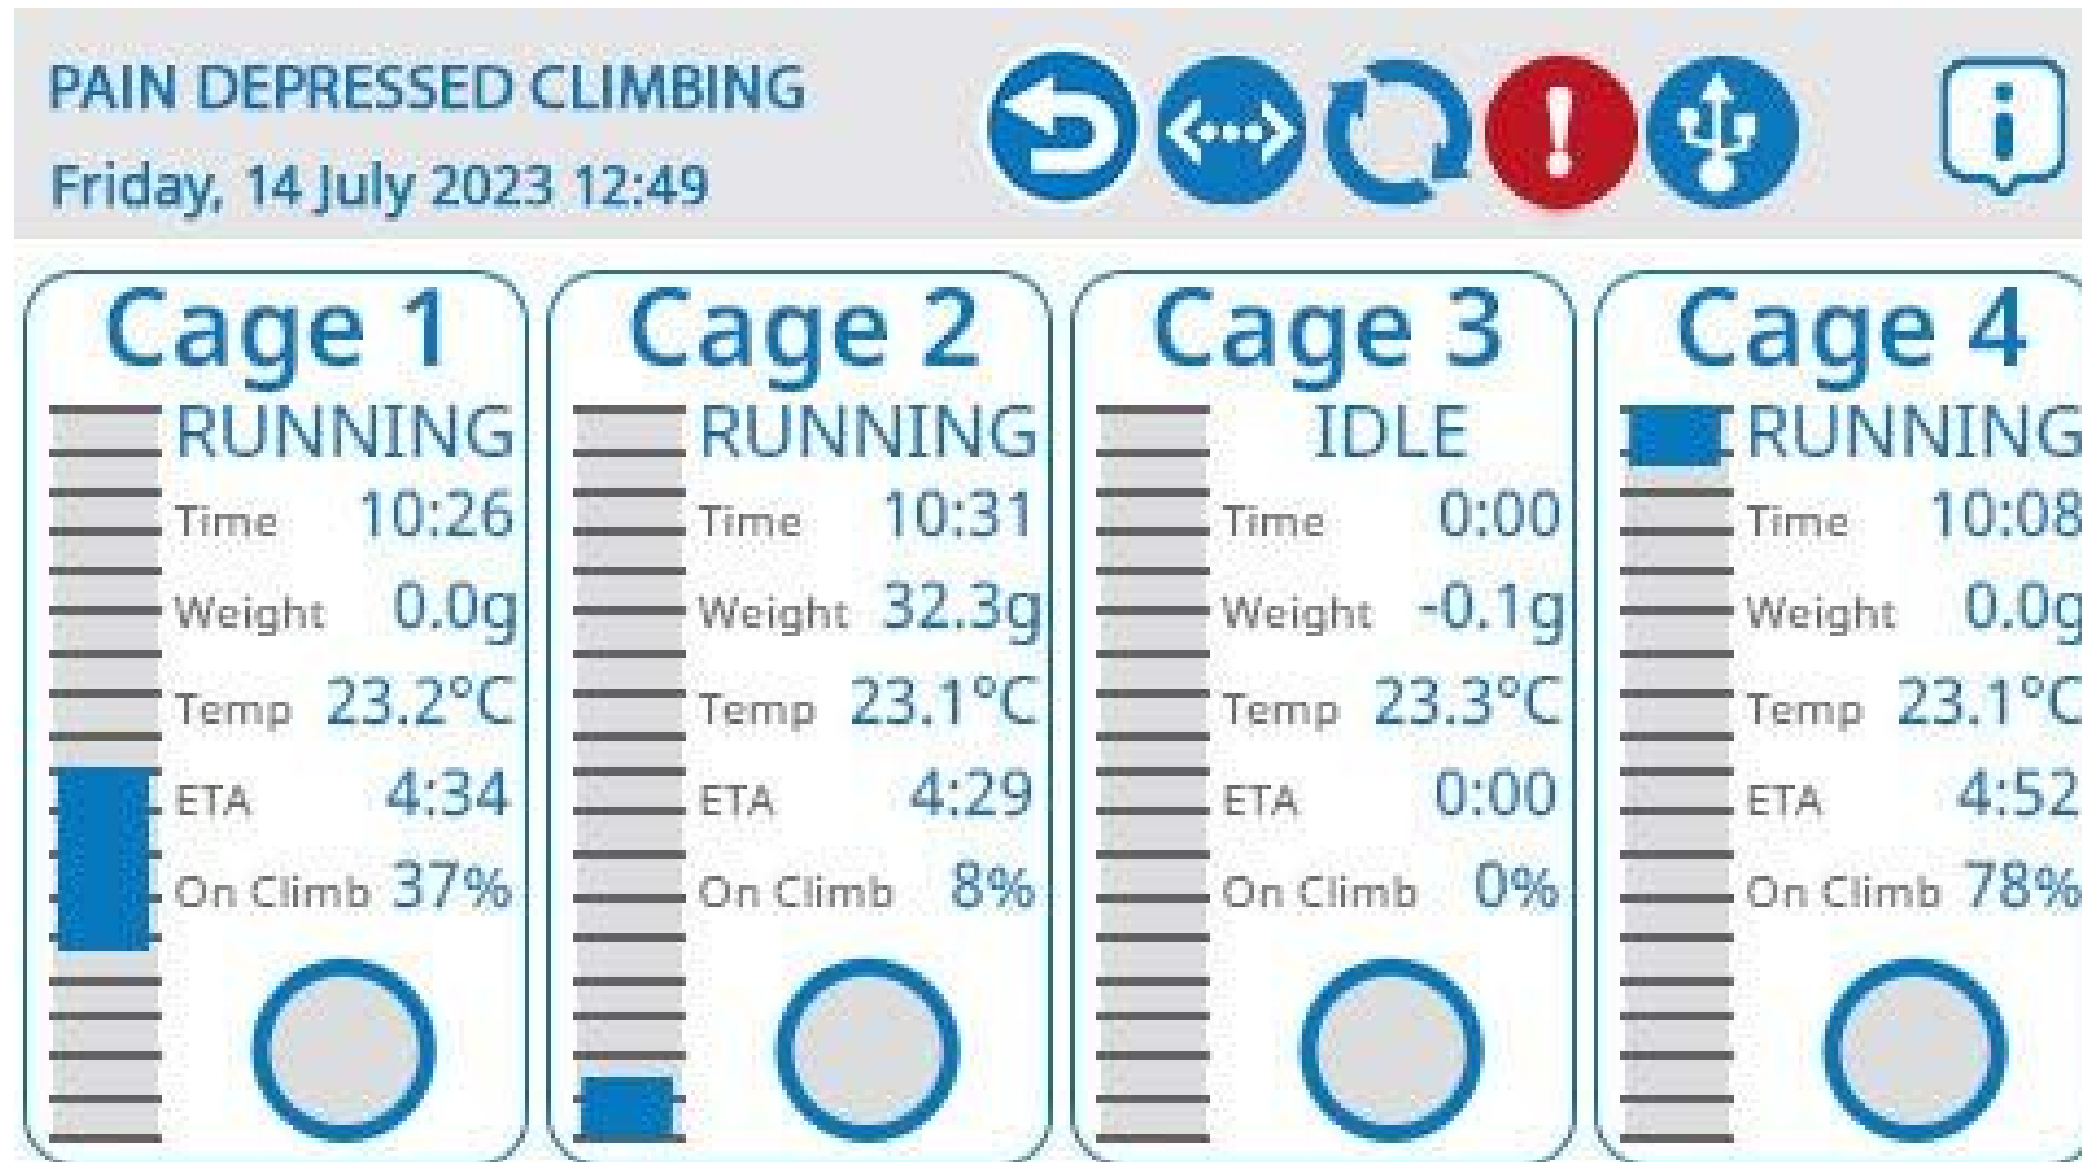 PAIN DEPRESSED CLIMBING
Friday, 14 July 2023 12:49
Cage 1
RUNNING
Time 10:26
Weight 0.0g
Temp 23.2°C
ETA 4:34
On Climb 37%
Cage 2
RUNNING
Time 10:31
Weight 32.3g
Temp 23.1°C
ETA 4:29
On Climb 8%
Cage 3
IDLE
Time 0:00
Weight -0.1g
Temp 23.3°C
ETA 0:00
On Climb 0%
Cage 4
RUNNING
Time 10:08
Weight 0.0g
Temp 23.1°C
ETA 4:52
On Climb 78%